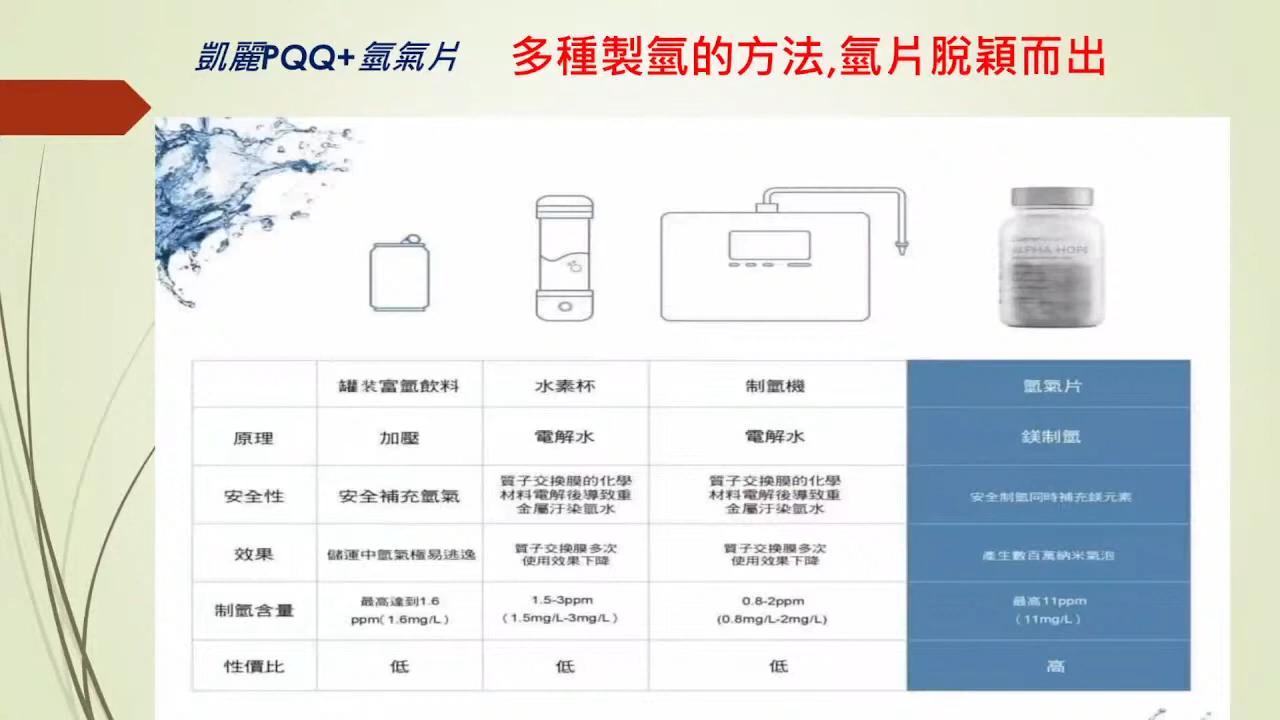 凱麗PQQ+氫氣片
多種製氫的方法,氫片脫穎而出
ALPHA HOPE
罐装富氫飲料 水素杯 制氫機 氫氣片
原理 加壓 電解水 電解水 鎂制氫
安全性 安全補充氫氣 質子交換膜的化學 質子交換膜的化學 安全制氫同時補充鎂元素
材料電解後導致重 材料電解後導致重
金屬汙染氫水 金屬汙染氫水
效果 儲運中氫氣極易逃逸 質子交換膜多次 質子交換膜多次 產生數百萬納米氣泡
使用效果下降 使用效果下降
制氫含量 最高達到1.6 1.5-3ppm 0.8-2ppm 最高11ppm
ppm(1.6mg/L) (1.5mg/L-3mg/L) (0.8mg/L-2mg/L) (11mg/L)
性價比 低 低 低 高